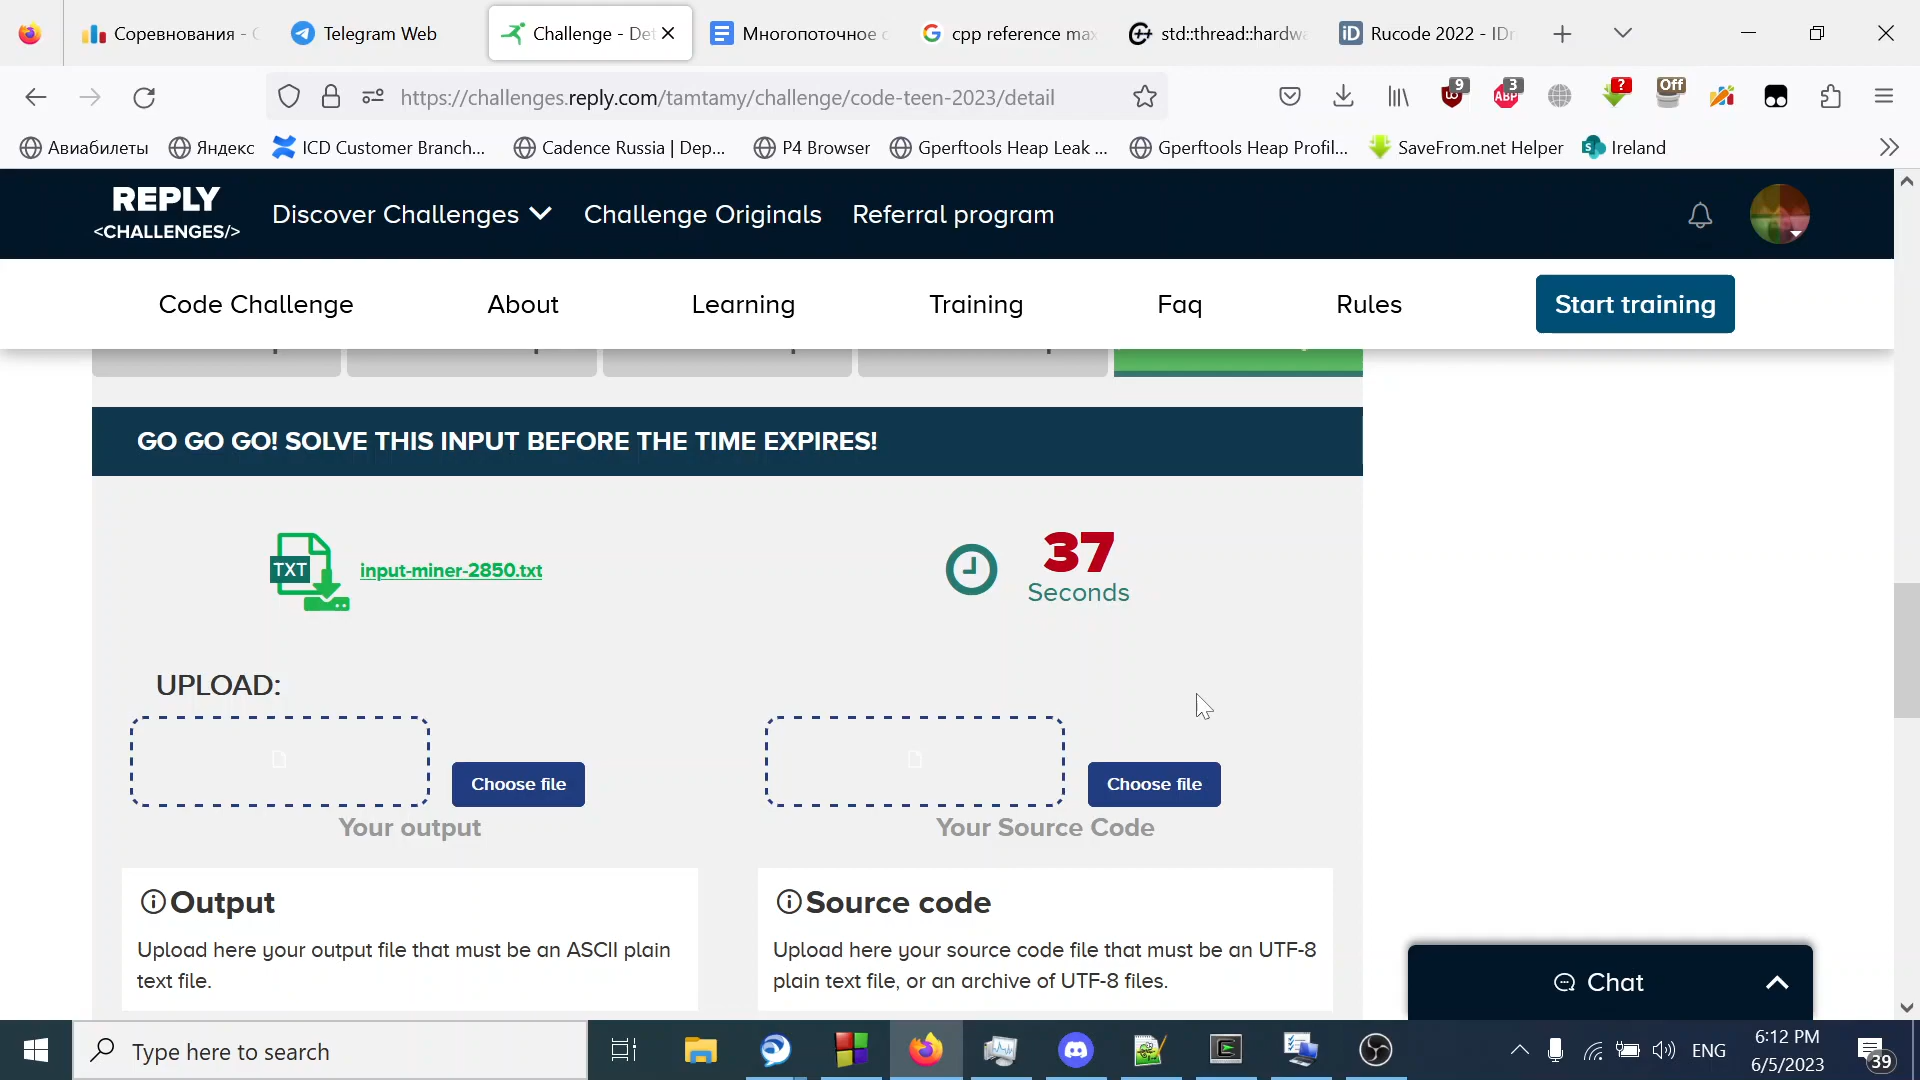 Соревнования - 
Telegram Web
Challenge - De
Многопоточное
cpp reference ma
std::thread::hardw
Rucode 2022 - ID
https://challenges.reply.com/tamtamy/challenge/code-teen-2023/detail
9
ABP
3
?
Off
Авиабилеты
Яндекс
ICD Customer Branch...
Cadence Russia | Dep...
P4 Browser
Gperftools Heap Leak ...
Gperftools Heap Profil...
SaveFrom.net Helper
Ireland
REPLY
<CHALLENGES/>
Discover Challenges
Challenge Originals
Referral program
Code Challenge
About
Learning
Training
Faq
Rules
Start training
GO GO GO! SOLVE THIS INPUT BEFORE THE TIME EXPIRES!
TXT
input-miner-2850.txt
37
Seconds
UPLOAD:
Choose file
Choose file
Your output
Your Source Code
Output
Upload here your output file that must be an ASCII plain
text file.
Source code
Upload here your source code file that must be an UTF-8
plain text file, or an archive of UTF-8 files.
Chat
Type here to search
ENG
6:12 PM
6/5/2023
39